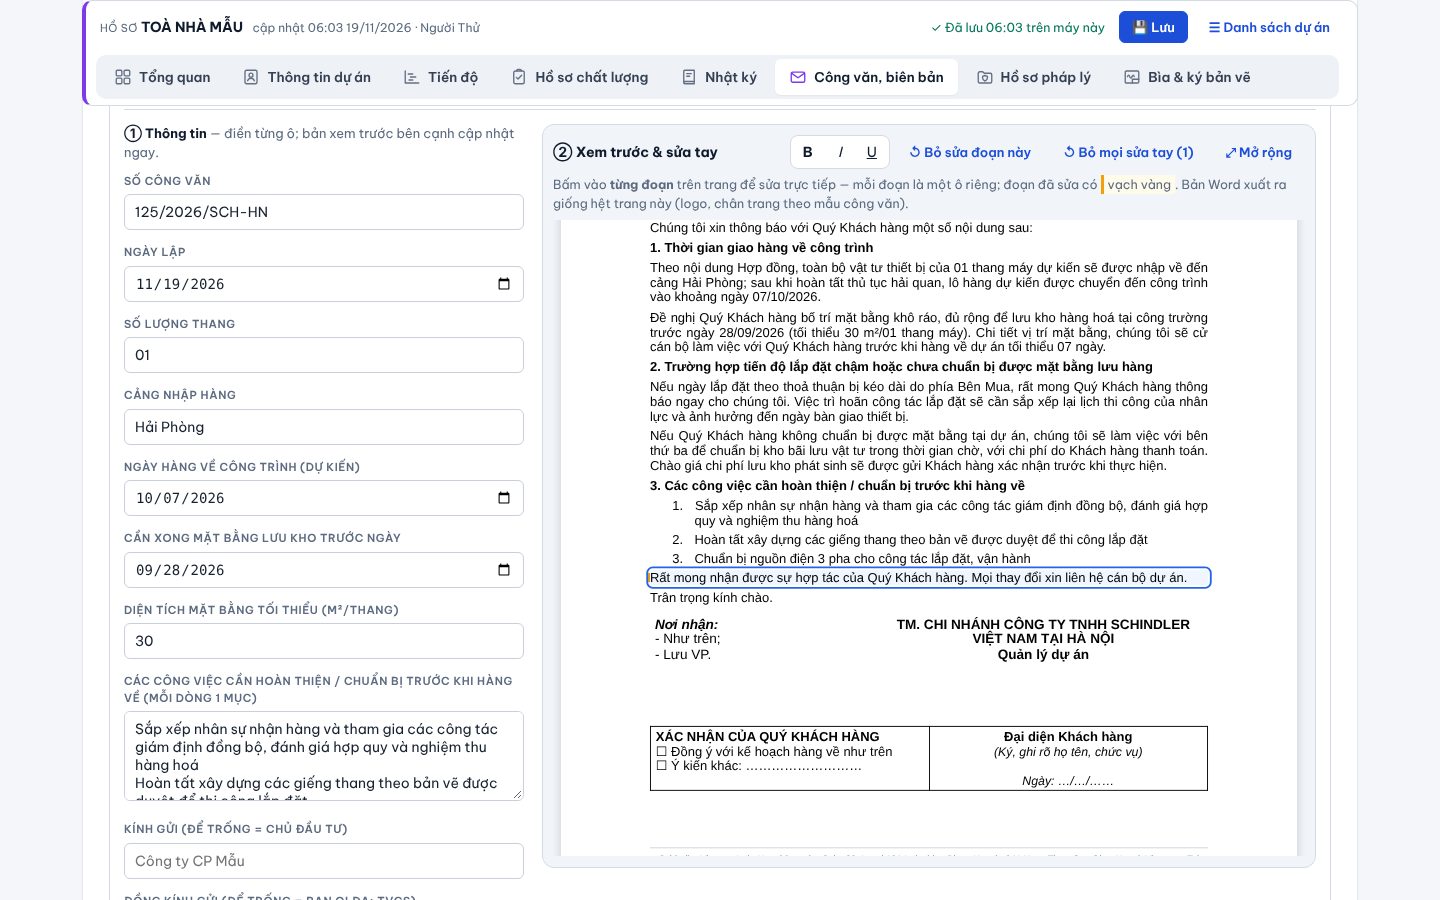 HỒ SƠ TOÀ NHÀ MẪU cập nhật 06:03 19/11/2026 · Người Thử
✓ Đã lưu 06:03 trên máy này
💾 Lưu
☰ Danh sách dự án
Tổng quan
Thông tin dự án
Tiến độ
Hồ sơ chất lượng
Nhật ký
Công văn, biên bản
Hồ sơ pháp lý
Bìa & ký bản vẽ
① Thông tin — điền từng ô; bản xem trước bên cạnh cập nhật
ngay.
SỐ CÔNG VĂN
125/2026/SCH-HN
NGÀY LẬP
11/19/2026
SỐ LƯỢNG THANG
01
CẢNG NHẬP HÀNG
Hải Phòng
NGÀY HÀNG VỀ CÔNG TRÌNH (DỰ KIẾN)
10/07/2026
CẦN XONG MẶT BẰNG LƯU KHO TRƯỚC NGÀY
09/28/2026
DIỆN TÍCH MẶT BẰNG TỐI THIỂU (M²/THANG)
30
CÁC CÔNG VIỆC CẦN HOÀN THIỆN / CHUẨN BỊ TRƯỚC KHI HÀNG
VỀ (MỖI DÒNG 1 MỤC)
Sắp xếp nhân sự nhận hàng và tham gia các công tác
giám định đồng bộ, đánh giá hợp quy và nghiệm thu
hàng hoá
Hoàn tất xây dựng các giếng thang theo bản vẽ được
duyệt để thi công lắp đặt
KÍNH GỬI (ĐỂ TRỐNG = CHỦ ĐẦU TƯ)
Công ty CP Mẫu
② Xem trước & sửa tay
B I U
↺ Bỏ sửa đoạn này
↺ Bỏ mọi sửa tay (1)
⤢ Mở rộng
Bấm vào từng đoạn trên trang để sửa trực tiếp — mỗi đoạn là một ô riêng; đoạn đã sửa có vạch vàng . Bản Word xuất ra
giống hệt trang này (logo, chân trang theo mẫu công văn).
Chúng tôi xin thông báo với Quý Khách hàng một số nội dung sau:
1. Thời gian giao hàng về công trình
Theo nội dung Hợp đồng, toàn bộ vật tư thiết bị của 01 thang máy dự kiến sẽ được nhập về đến
cảng Hải Phòng; sau khi hoàn tất thủ tục hải quan, lô hàng dự kiến được chuyển đến công trình
vào khoảng ngày 07/10/2026.
Đề nghị Quý Khách hàng bố trí mặt bằng khô ráo, đủ rộng để lưu kho hàng hoá tại công trường
trước ngày 28/09/2026 (tối thiểu 30 m²/01 thang máy). Chi tiết vị trí mặt bằng, chúng tôi sẽ cử
cán bộ làm việc với Quý Khách hàng trước khi hàng về dự án tối thiểu 07 ngày.
2. Trường hợp tiến độ lắp đặt chậm hoặc chưa chuẩn bị được mặt bằng lưu hàng
Nếu ngày lắp đặt theo thoả thuận bị kéo dài do phía Bên Mua, rất mong Quý Khách hàng thông
báo ngay cho chúng tôi. Việc trì hoãn công tác lắp đặt sẽ cần sắp xếp lại lịch thi công của nhân
lực và ảnh hưởng đến ngày bàn giao thiết bị.
Nếu Quý Khách hàng không chuẩn bị được mặt bằng tại dự án, chúng tôi sẽ làm việc với bên
thứ ba để chuẩn bị kho bãi lưu vật tư trong thời gian chờ, với chi phí do Khách hàng thanh toán.
Chào giá chi phí lưu kho phát sinh sẽ được gửi Khách hàng xác nhận trước khi thực hiện.
3. Các công việc cần hoàn thiện / chuẩn bị trước khi hàng về
1. Sắp xếp nhân sự nhận hàng và tham gia các công tác giám định đồng bộ, đánh giá hợp
quy và nghiệm thu hàng hoá
2. Hoàn tất xây dựng các giếng thang theo bản vẽ được duyệt để thi công lắp đặt
3. Chuẩn bị nguồn điện 3 pha cho công tác lắp đặt, vận hành
Rất mong nhận được sự hợp tác của Quý Khách hàng. Mọi thay đổi xin liên hệ cán bộ dự án.
Trân trọng kính chào.
Nơi nhận:
- Như trên;
- Lưu VP.
TM. CHI NHÁNH CÔNG TY TNHH SCHINDLER
VIỆT NAM TẠI HÀ NỘI
Quản lý dự án
XÁC NHẬN CỦA QUÝ KHÁCH HÀNG
☐ Đồng ý với kế hoạch hàng về như trên
☐ Ý kiến khác: ………………………
Đại diện Khách hàng
(Ký, ghi rõ họ tên, chức vụ)
Ngày: …/…/……